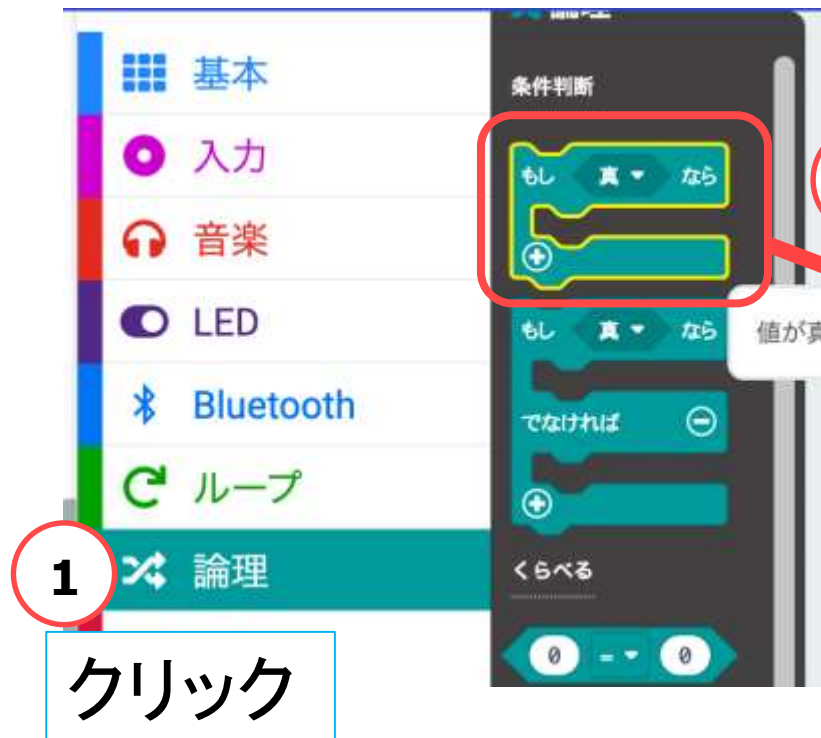 基本
入力
音楽
LED
Bluetooth
ループ
論理
1
クリック
論理
条件判断
もし 真 なら
もし 真 なら
でなければ
くらべる
0 = 0
値が真